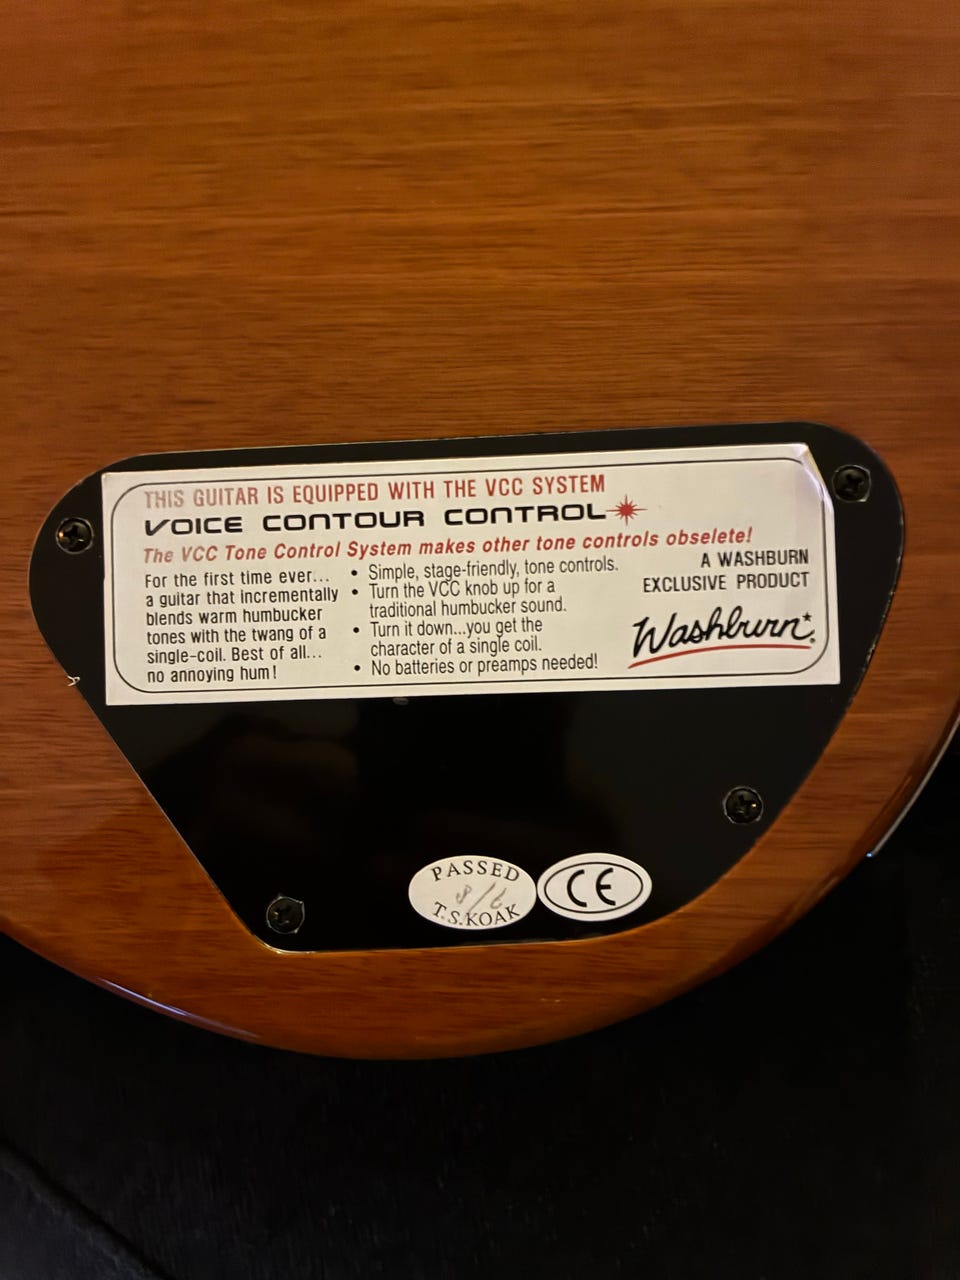 THIS GUITAR IS EQUIPPED WITH THE VCC SYSTEM
VOICE CONTOUR CONTROL
The VCC Tone Control System makes other tone controls obselete!
For the first time ever...
a guitar that incrementally
blends warm humbucker
tones with the twang of a
single-coil. Best of all...
no annoying hum!
• Simple, stage-friendly, tone controls.
• Turn the VCC knob up for a
traditional humbucker sound.
• Turn it down...you get the
character of a single coil.
• No batteries or preamps needed!
A WASHBURN
EXCLUSIVE PRODUCT
Washburn
PASSED
T.S.KOAK
CE